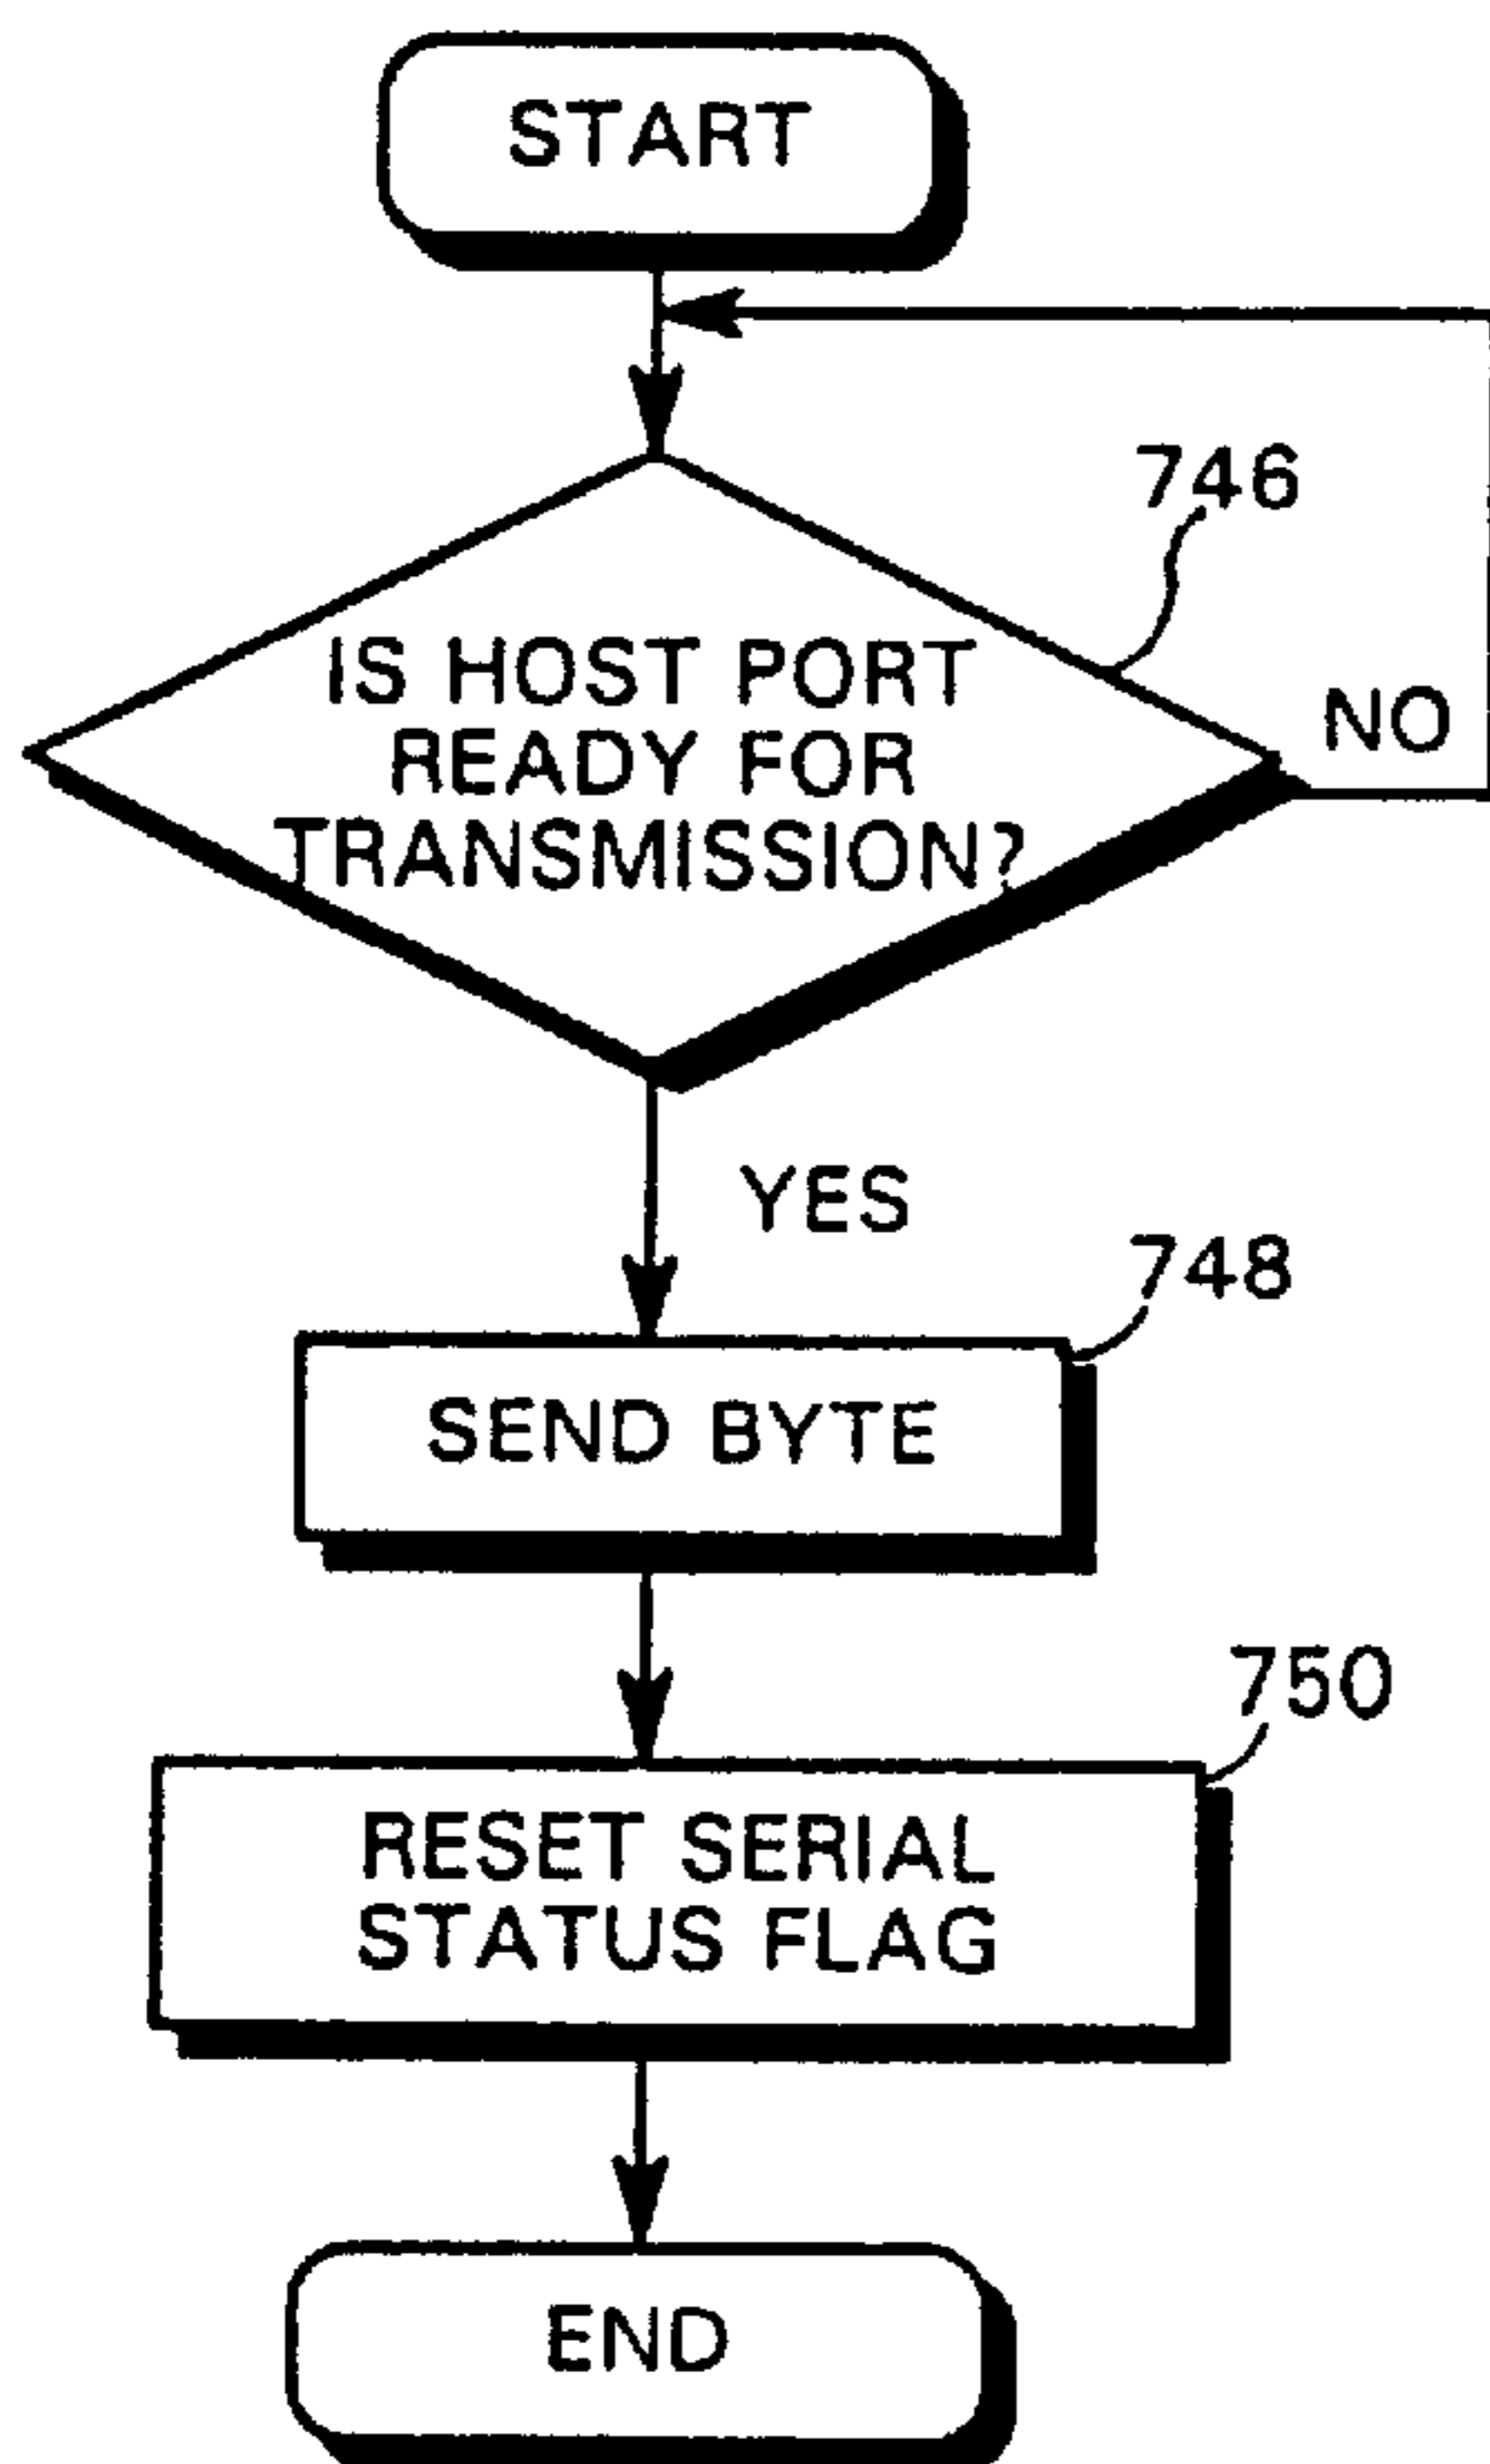 START
746
IS HOST PORT
READY FOR
TRANSMISSION?
NO
YES
748
SEND BYTE
750
RESET SERIAL
STATUS FLAG
END